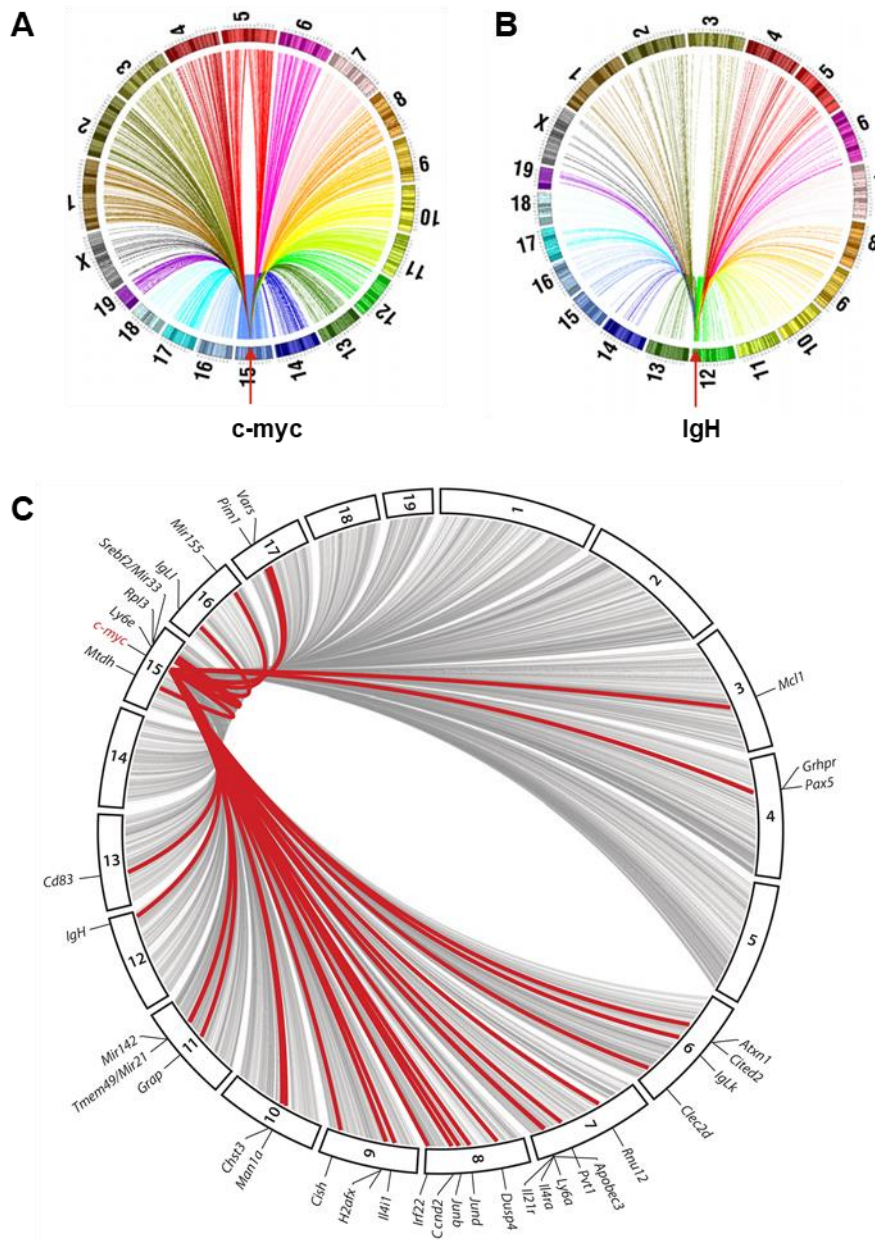 A
1
2
3
4
5
6
7
8
9
10
11
12
13
14
15
16
17
18
19
X
c-myc
B
X
1
2
3
4
5
6
8
9
10
11
12
13
14
15
16
17
18
19
IgH
C
1
2
3
4
5
6
7
8
9
10
11
12
13
14
15
16
17
18
19
Mcl1
Grhpr
Pax5
Atxn1
Cited2
IgLk
Clec2d
Rnu12
Apobec3
Pvt1
Ly6a
Il4ra
Il21r
Dusp4
Jund
Junb
Ccnd2
Irf22
Il4i1
H2afx
Cish
Man1a
Chst3
Grap
Tmem49/Mir21
Mir142
IgH
Cd83
Mtdh
c-myc
Ly6e
Rpl3
Srebf2/Mir33
IgL1
Mir155
Pim1
Vars